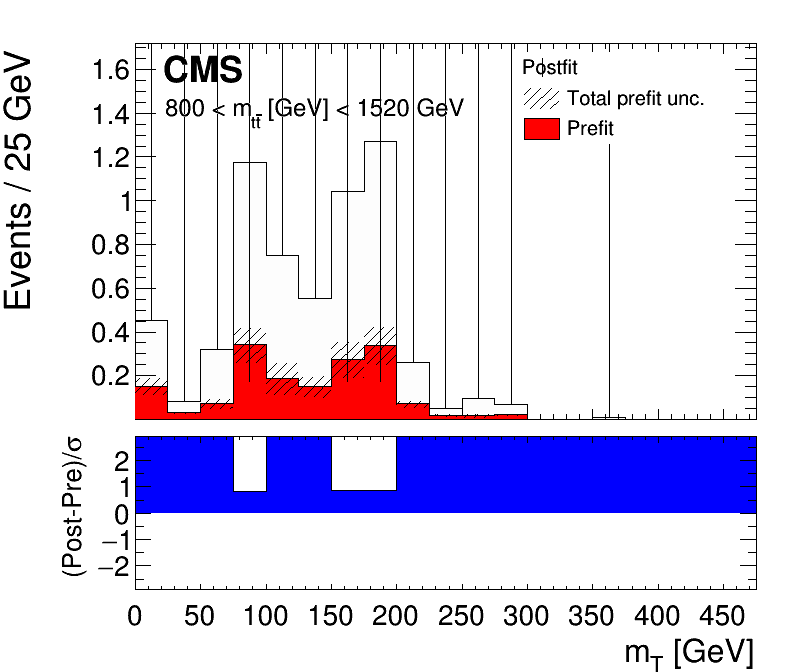 CMS
800 < m_tt̄ [GeV] < 1520 GeV
Postfit
Total prefit unc.
Prefit
Events / 25 GeV
1.6
1.4
1.2
1
0.8
0.6
0.4
0.2
(Post-Pre)/σ
2
1
0
−1
−2
0 50 100 150 200 250 300 350 400 450
m_T [GeV]